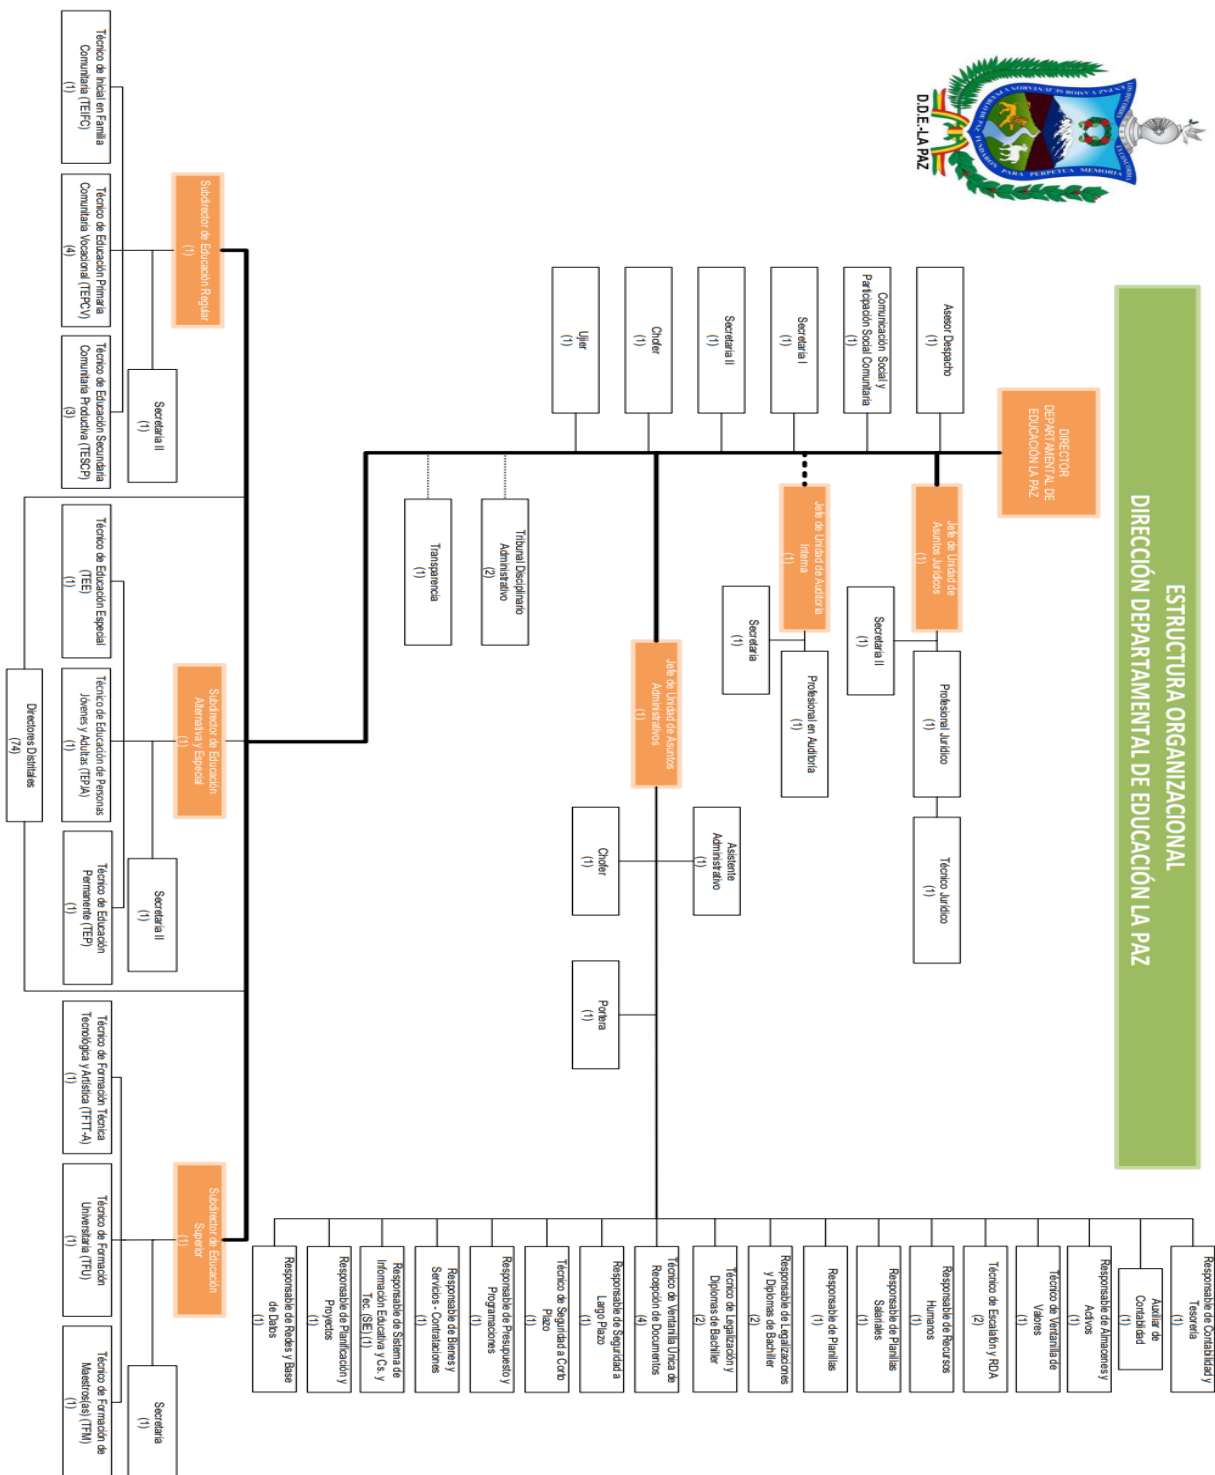 ESTRUCTURA ORGANIZACIONAL
DIRECCIÓN DEPARTAMENTAL DE EDUCACIÓN LA PAZ
D.D.E.-LA PAZ
DIRECTOR
DEPARTAMENTAL DE
EDUCACIÓN LA PAZ
Asesor Despacho
(1)
Comunicación Social y
Participación Social Comunitaria
(1)
Secretaria I
(1)
Secretaria II
(1)
Chofer
(1)
Ujier
(1)
Jefe de Unidad de
Asuntos Jurídicos
(1)
Secretaria II
(1)
Profesional Jurídico
(1)
Técnico Jurídico
(1)
Jefe de Unidad de Auditoría
Interna
(1)
Secretaria
(1)
Profesional en Auditoría
(1)
Jefe de Unidad de Asuntos
Administrativos
(1)
Asistente
Administrativo
(1)
Chofer
(1)
Portera
(1)
Tribunal Disciplinario
Administrativo
(2)
Transparencia
(1)
Responsable de Contabilidad y
Tesorería
(1)
Auxiliar de
Contabilidad
(1)
Responsable de Almacenes y
Activos
(1)
Técnico de Ventanilla de
Valores
(1)
Técnico de Escalafón y RDA
(2)
Responsable de Recursos
Humanos
(1)
Responsable de Planillas
Salariales
(1)
Responsable de Planillas
(1)
Responsable de Legalizaciones
y Diplomas de Bachiller
(2)
Técnico de Legalización y
Diplomas de Bachiller
(2)
Técnico de Ventanilla Única de
Recepción de Documentos
(4)
Responsable de Seguridad a
Largo Plazo
(1)
Técnico de Seguridad a Corto
Plazo
(1)
Responsable de Presupuesto y
Programaciones
(1)
Responsable de Bienes y
Servicios - Contrataciones
(1)
Responsable de Sistema de
Información Educativa y Cs. y
Tec. (SIE) (1)
Responsable de Planificación y
Proyectos
(1)
Responsable de Redes y Base
de Datos
(1)
Subdirector de Educación Regular
(1)
Secretaria II
(1)
Técnico de Inicial en Familia
Comunitaria (TEIFC)
(1)
Técnico de Educación Primaria
Comunitaria Vocacional (TEPCV)
(4)
Técnico de Educación Secundaria
Comunitaria Productiva (TESCP)
(3)
Subdirector de Educación
Alternativa y Especial
(1)
Secretaria II
(1)
Técnico de Educación Especial
(TEE)
(1)
Técnico de Educación de Personas
Jóvenes y Adultas (TEPJA)
(1)
Técnico de Educación
Permanente (TEP)
(1)
Subdirector de Educación
Superior
(1)
Secretaria
(1)
Técnico de Formación Técnica
Tecnológica y Artística (TFTT-A)
(1)
Técnico de Formación
Universitaria (TFU)
(1)
Técnico de Formación de
Maestros(as) (TFM)
(1)
Directores Distritales
(74)